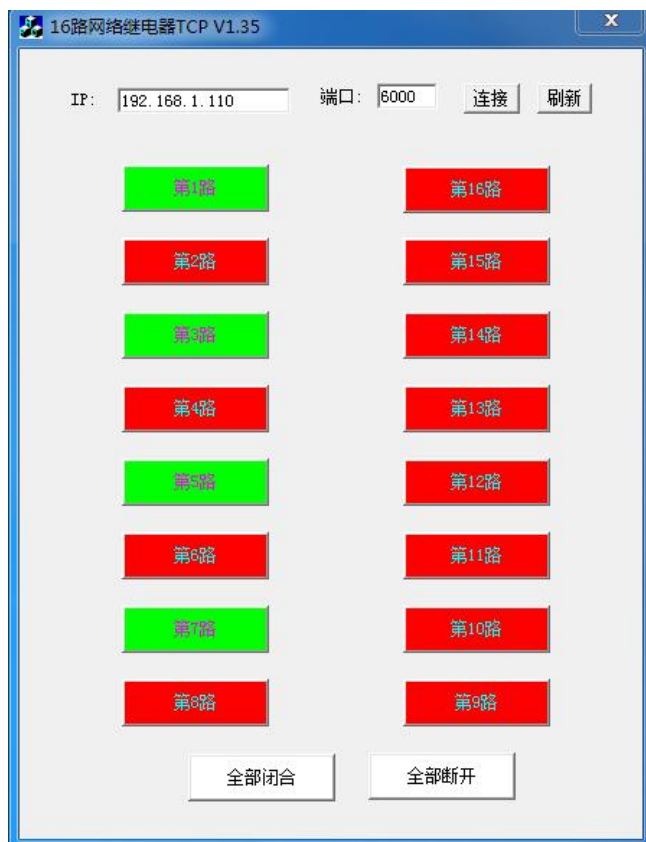 16路网络继电器TCP V1.35
IP: 192.168.1.110 端口: 6000 连接 刷新
第1路 第16路
第2路 第15路
第3路 第14路
第4路 第13路
第5路 第12路
第6路 第11路
第7路 第10路
第8路 第9路
全部闭合 全部断开